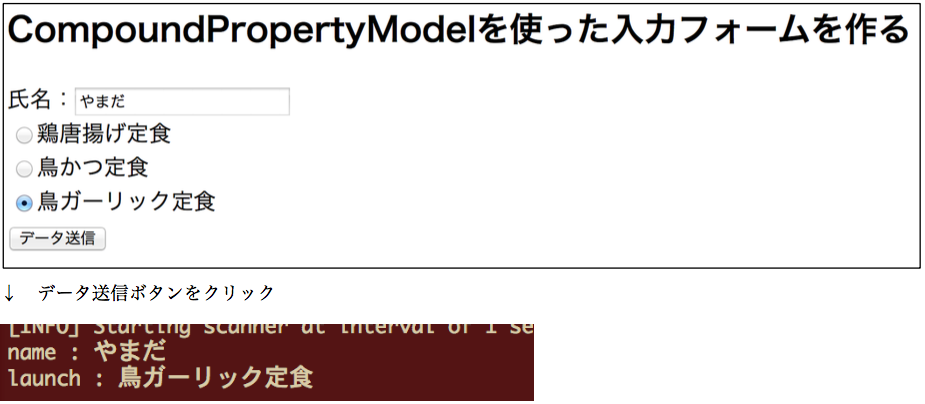 CompoundPropertyModelを使った入力フォームを作る
氏名：やまだ
鶏唐揚げ定食
鳥かつ定食
鳥ガーリック定食
データ送信
↓　データ送信ボタンをクリック
[INFO] Starting scanner at interval of 1 se
name : やまだ
launch : 鳥ガーリック定食